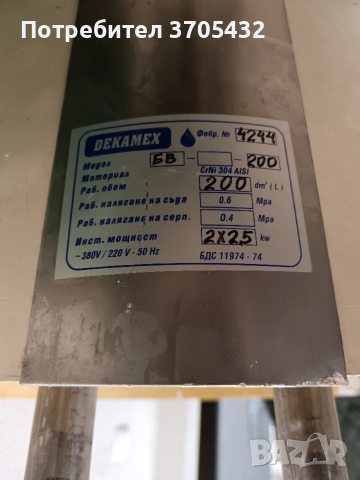 Потребител 3705432
DEKAMEX Фабр. № 4244
Модел БВ - - 200
Материал CrNi 304 AISI
Раб. обем 200 dm³ (L)
Раб. налягане на съда 0.6 Mpa
Раб. налягане на серп. 0.4 Mpa
Инст. мощност 2x2,5 kw
~380V / 220 V - 50 Hz БДС 11974 - 74
BAZAR